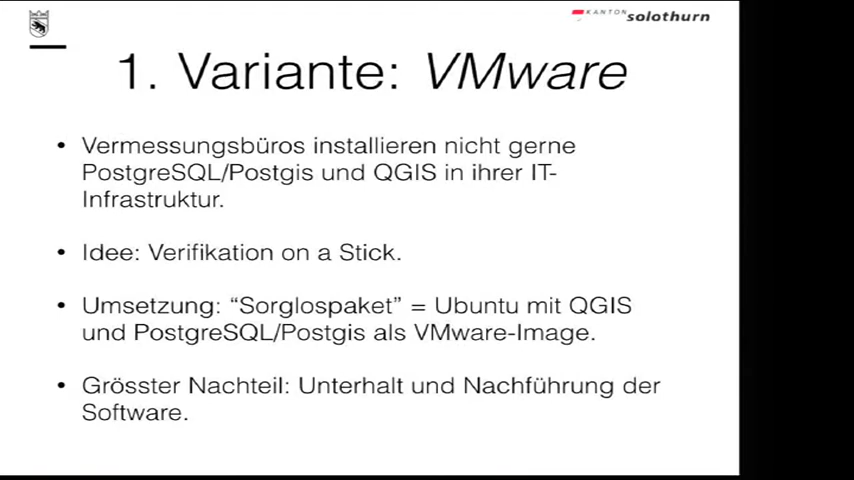 KANTON solothurn
1. Variante: VMware
• Vermessungsbüros installieren nicht gerne
PostgreSQL/Postgis und QGIS in ihrer IT-
Infrastruktur.
• Idee: Verifikation on a Stick.
• Umsetzung: “Sorglospaket” = Ubuntu mit QGIS
und PostgreSQL/Postgis als VMware-Image.
• Grösster Nachteil: Unterhalt und Nachführung der
Software.